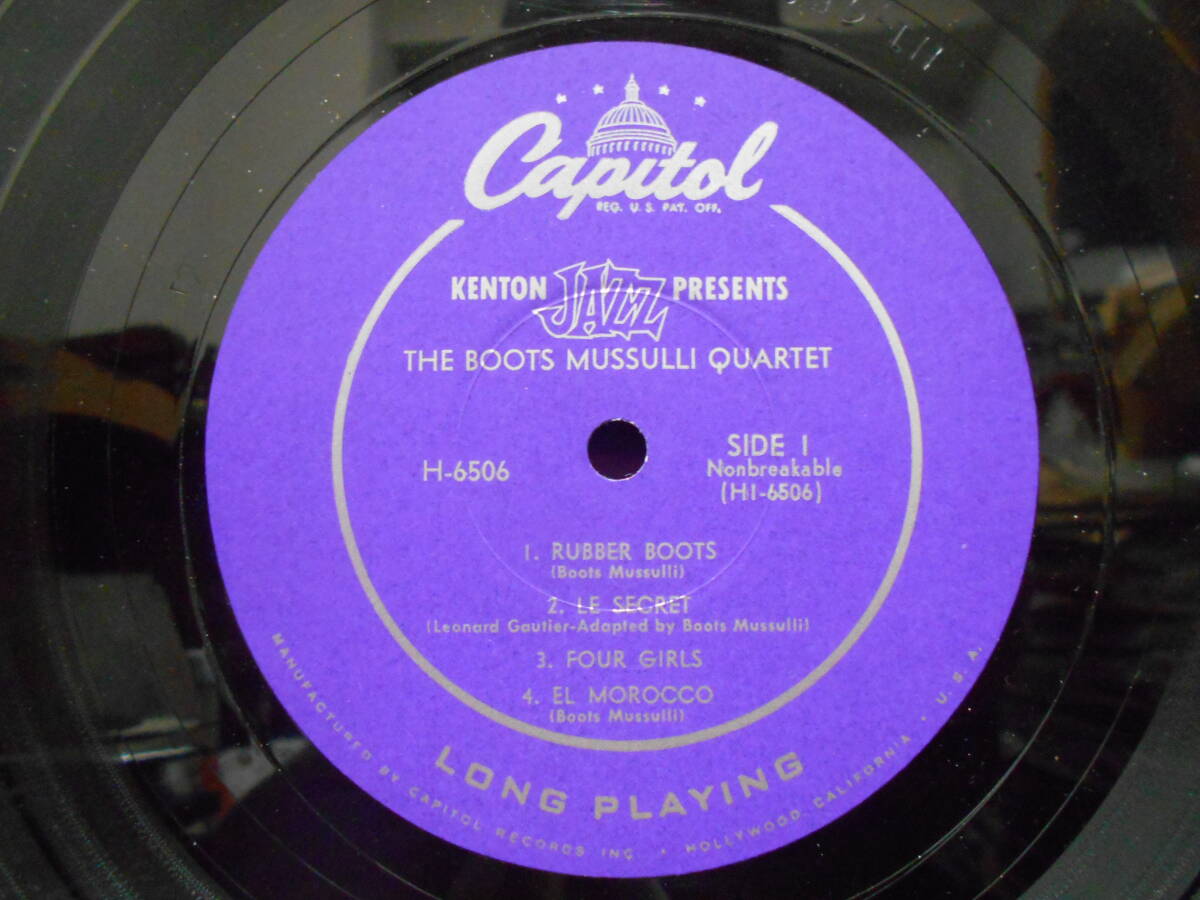 Capitol
REG. U.S. PAT. OFF.
KENTON JAZZ PRESENTS
THE BOOTS MUSSULLI QUARTET
H-6506
SIDE 1
Nonbreakable
(H1-6506)
1. RUBBER BOOTS
(Boots Mussulli)
2. LE SECRET
(Leonard Gautier-Adapted by Boots Mussulli)
3. FOUR GIRLS
4. EL MOROCCO
(Boots Mussulli)
LONG PLAYING
MANUFACTURED BY CAPITOL RECORDS INC. • HOLLYWOOD, CALIFORNIA • U.S.A.